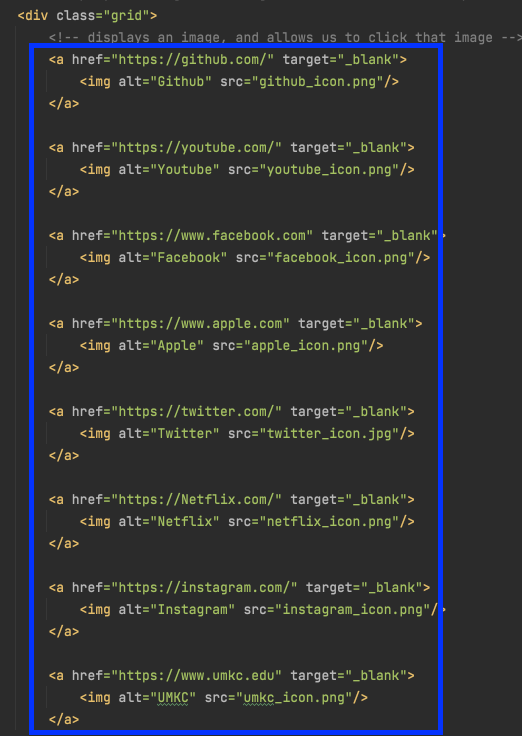 <div class="grid">
<!-- displays an image, and allows us to click that image -->
<a href="https://github.com/" target="_blank">
<img alt="Github" src="github_icon.png"/>
</a>
<a href="https://youtube.com/" target="_blank">
<img alt="Youtube" src="youtube_icon.png"/>
</a>
<a href="https://www.facebook.com" target="_blank">
<img alt="Facebook" src="facebook_icon.png"/>
</a>
<a href="https://www.apple.com" target="_blank">
<img alt="Apple" src="apple_icon.png"/>
</a>
<a href="https://twitter.com/" target="_blank">
<img alt="Twitter" src="twitter_icon.jpg"/>
</a>
<a href="https://Netflix.com/" target="_blank">
<img alt="Netflix" src="netflix_icon.png"/>
</a>
<a href="https://instagram.com/" target="_blank">
<img alt="Instagram" src="instagram_icon.png"/>
</a>
<a href="https://www.umkc.edu" target="_blank">
<img alt="UMKC" src="umkc_icon.png"/>
</a>